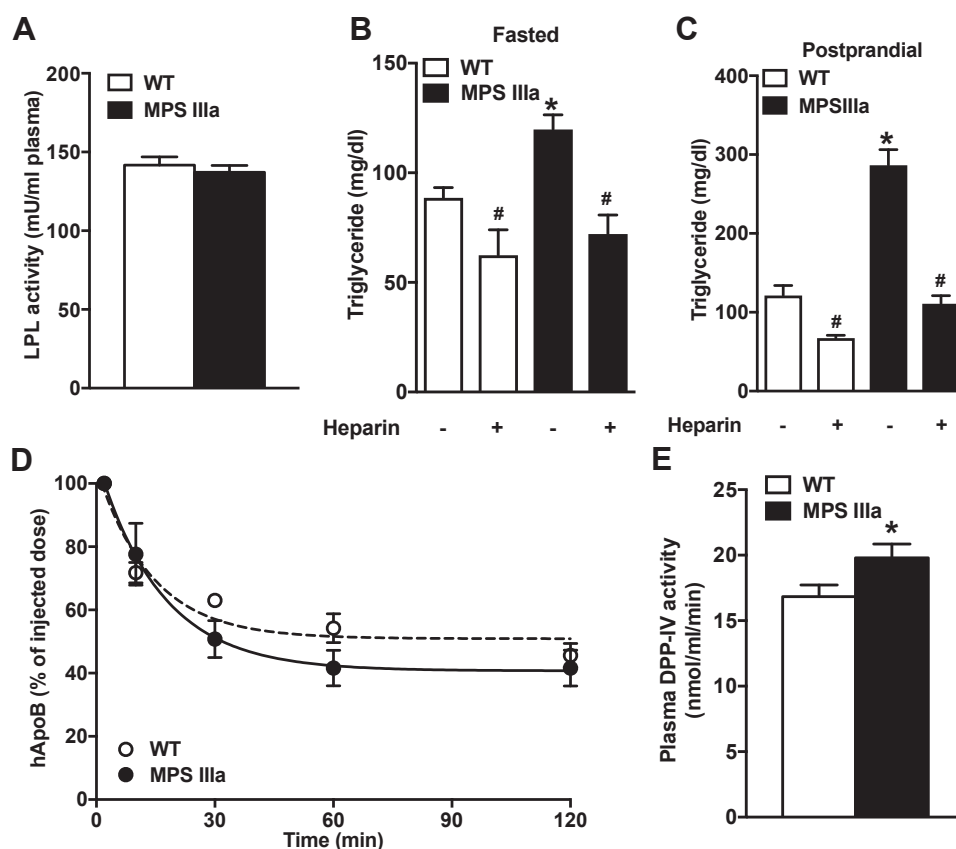 A
LPL activity (mU/ml plasma)
200
150
100
50
0
WT
MPS IIIa
B
Fasted
Triglyceride (mg/dl)
150
100
50
0
WT
MPS IIIa
#
*
#
Heparin - + - +
C
Postprandial
Triglyceride (mg/dl)
400
300
200
100
0
WT
MPSIIIa
#
*
#
Heparin - + - +
D
hApoB (% of injected dose)
100
80
60
40
20
0
WT
MPS IIIa
0 30 60 90 120
Time (min)
E
Plasma DPP-IV activity
(nmol/ml/min)
25
20
15
10
5
0
WT
MPS IIIa
*